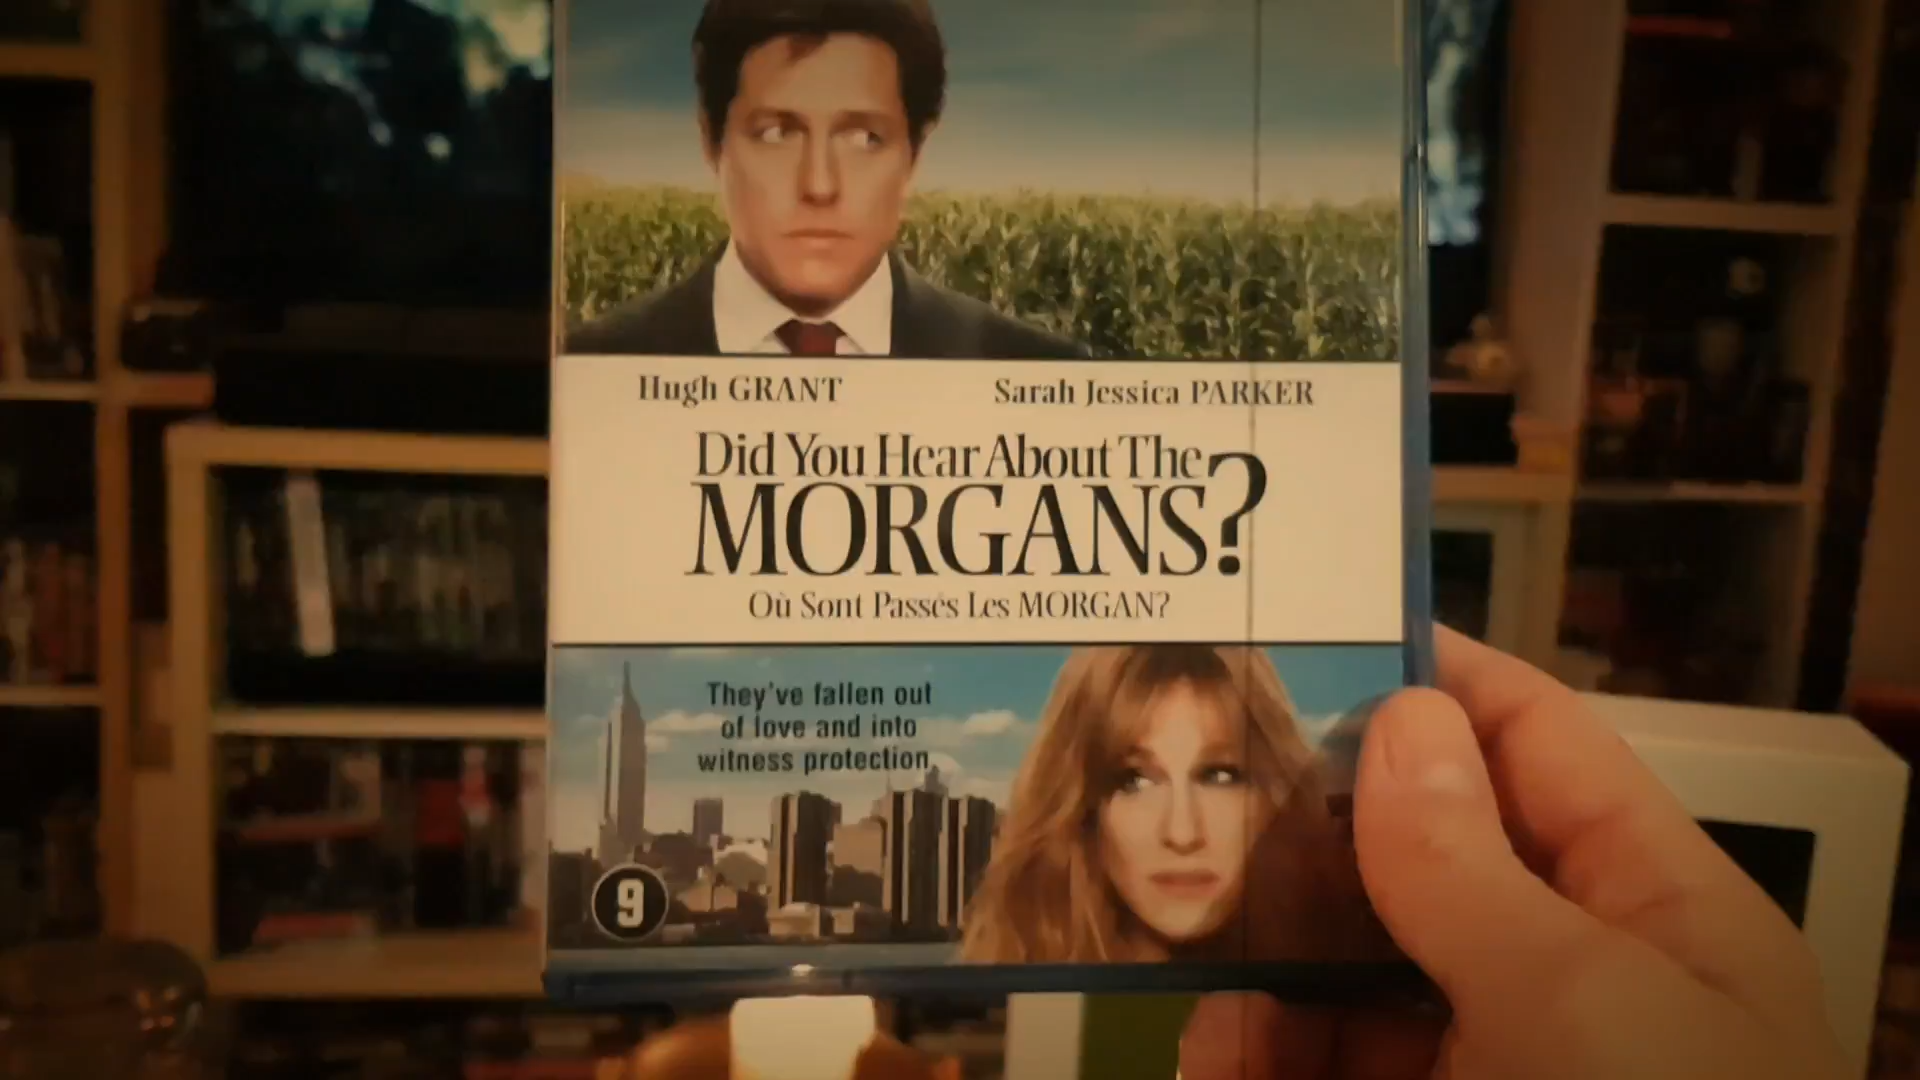 Hugh GRANT
Sarah Jessica PARKER
Did You Hear About The
MORGANS?
Où Sont Passés Les MORGAN?
They've fallen out
of love and into
witness protection.
9